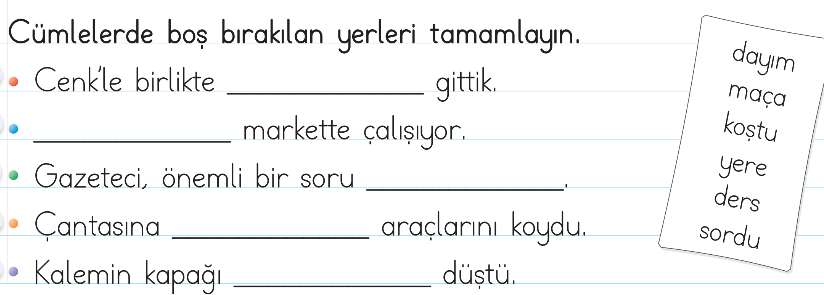 Cümlelerde boş bırakılan yerleri tamamlayın.
Cenk'le birlikte ______________ gittik.
______________ markette çalışıyor.
Gazeteci, önemli bir soru ______________.
Çantasına ______________ araçlarını koydu.
Kalemin kapağı ______________ düştü.
dayım
maça
koştu
yere
ders
sordu